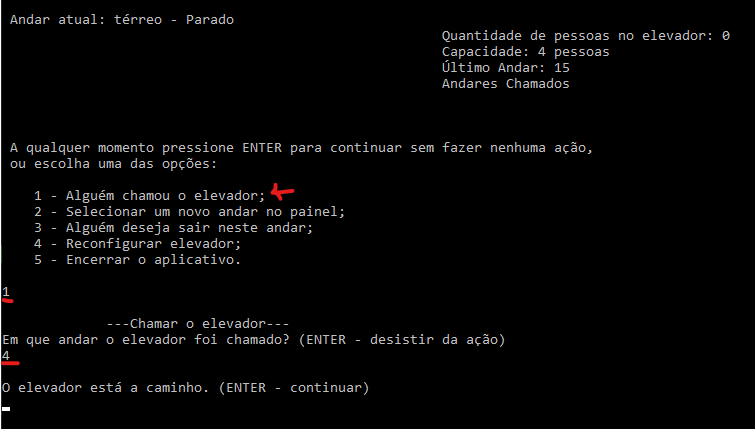 Andar atual: térreo - Parado
Quantidade de pessoas no elevador: 0
Capacidade: 4 pessoas
Último Andar: 15
Andares Chamados
A qualquer momento pressione ENTER para continuar sem fazer nenhuma ação,
ou escolha uma das opções:
1 - Alguém chamou o elevador;
2 - Selecionar um novo andar no painel;
3 - Alguém deseja sair neste andar;
4 - Reconfigurar elevador;
5 - Encerrar o aplicativo.
1
---Chamar o elevador---
Em que andar o elevador foi chamado? (ENTER - desistir da ação)
4
O elevador está a caminho. (ENTER - continuar)